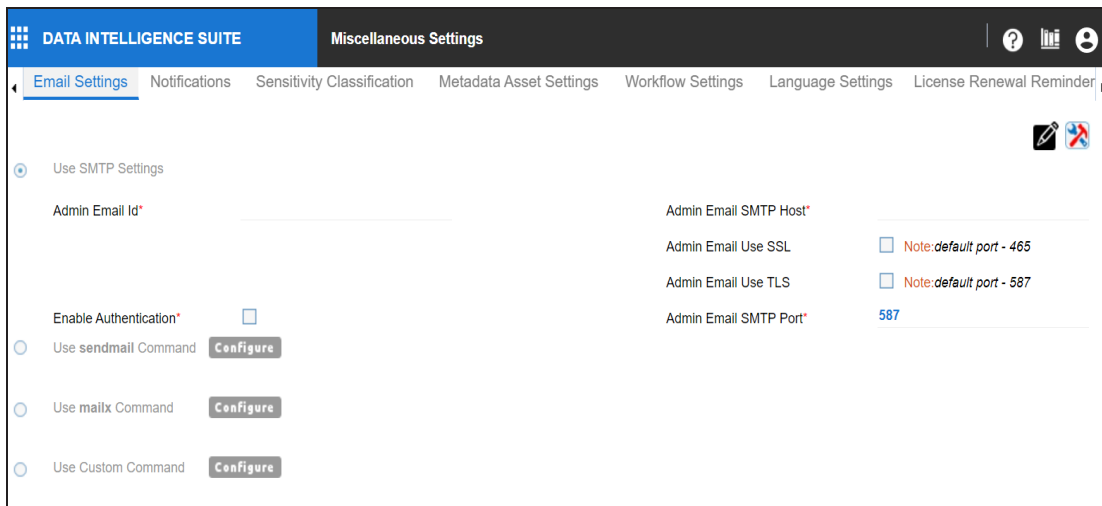 DATA INTELLIGENCE SUITE Miscellaneous Settings
Email Settings Notifications Sensitivity Classification Metadata Asset Settings Workflow Settings Language Settings License Renewal Reminder
Use SMTP Settings
Admin Email Id* Admin Email SMTP Host*
Admin Email Use SSL Note:default port - 465
Admin Email Use TLS Note:default port - 587
Enable Authentication* Admin Email SMTP Port* 587
Use sendmail Command Configure
Use mailx Command Configure
Use Custom Command Configure